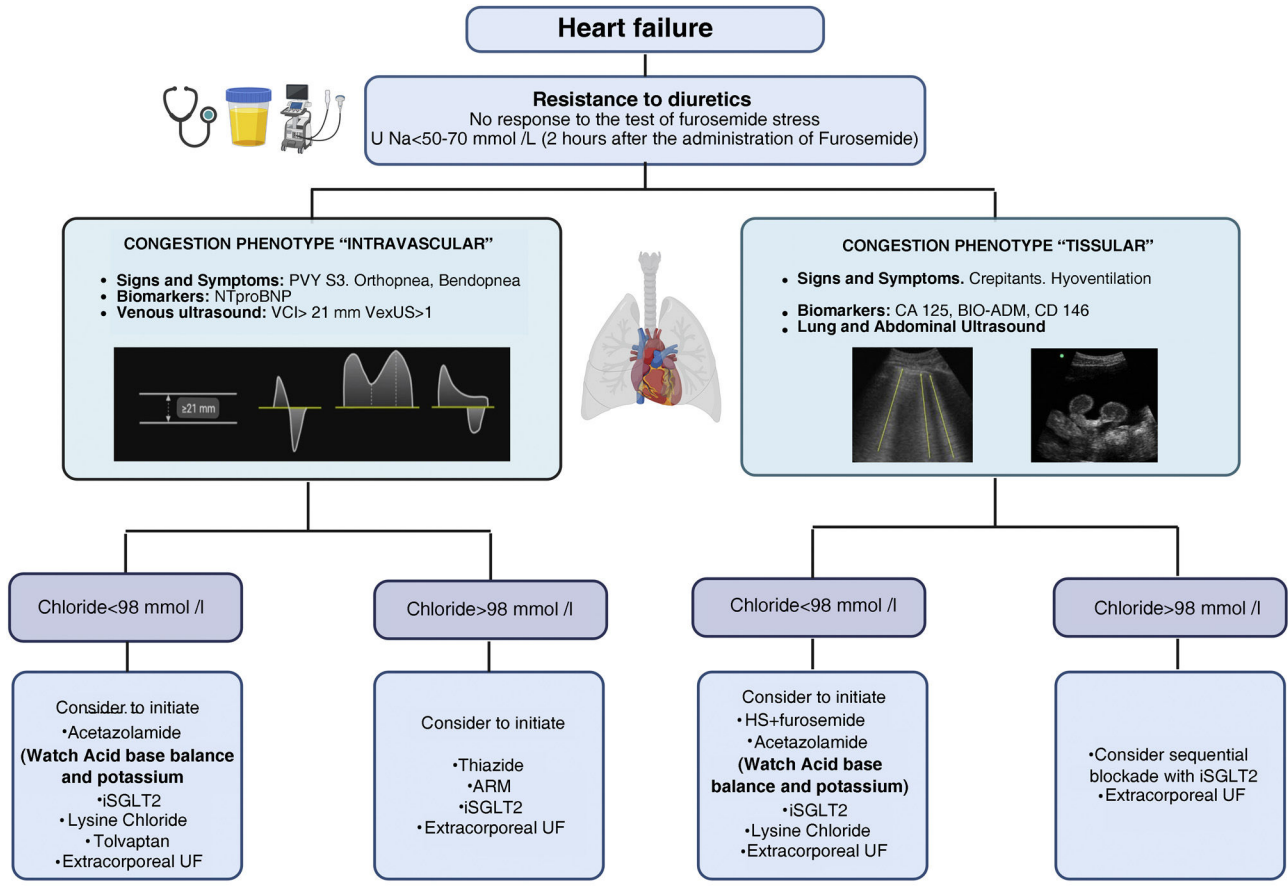 Heart failure
Resistance to diuretics
No response to the test of furosemide stress
U Na<50-70 mmol /L (2 hours after the administration of Furosemide)
CONGESTION PHENOTYPE “INTRAVASCULAR”
• Signs and Symptoms: PVY S3. Orthopnea, Bendopnea
• Biomarkers: NTproBNP
• Venous ultrasound: VCI> 21 mm VexUS>1
≥21 mm
CONGESTION PHENOTYPE “TISSULAR”
• Signs and Symptoms. Crepitants. Hyoventilation
• Biomarkers: CA 125, BIO-ADM, CD 146
• Lung and Abdominal Ultrasound
Chloride<98 mmol /l
Chloride>98 mmol /l
Chloride<98 mmol /l
Chloride>98 mmol /l
Consider to initiate
•Acetazolamide
(Watch Acid base balance
and potassium
•iSGLT2
•Lysine Chloride
•Tolvaptan
•Extracorporeal UF
Consider to initiate
•Thiazide
•ARM
•iSGLT2
•Extracorporeal UF
Consider to initiate
•HS+furosemide
•Acetazolamide
(Watch Acid base
balance and potassium)
•iSGLT2
•Lysine Chloride
•Extracorporeal UF
•Consider sequential
blockade with iSGLT2
•Extracorporeal UF